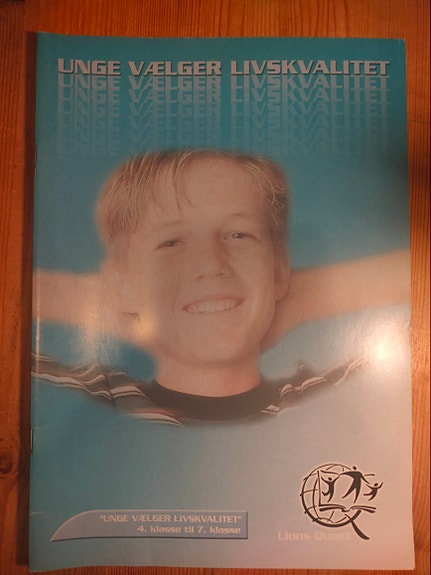 UNGE VÆLGER LIVSKVALITET
"UNGE VÆLGER LIVSKVALITET"
4. klasse til 7. klasse
Lions Quest